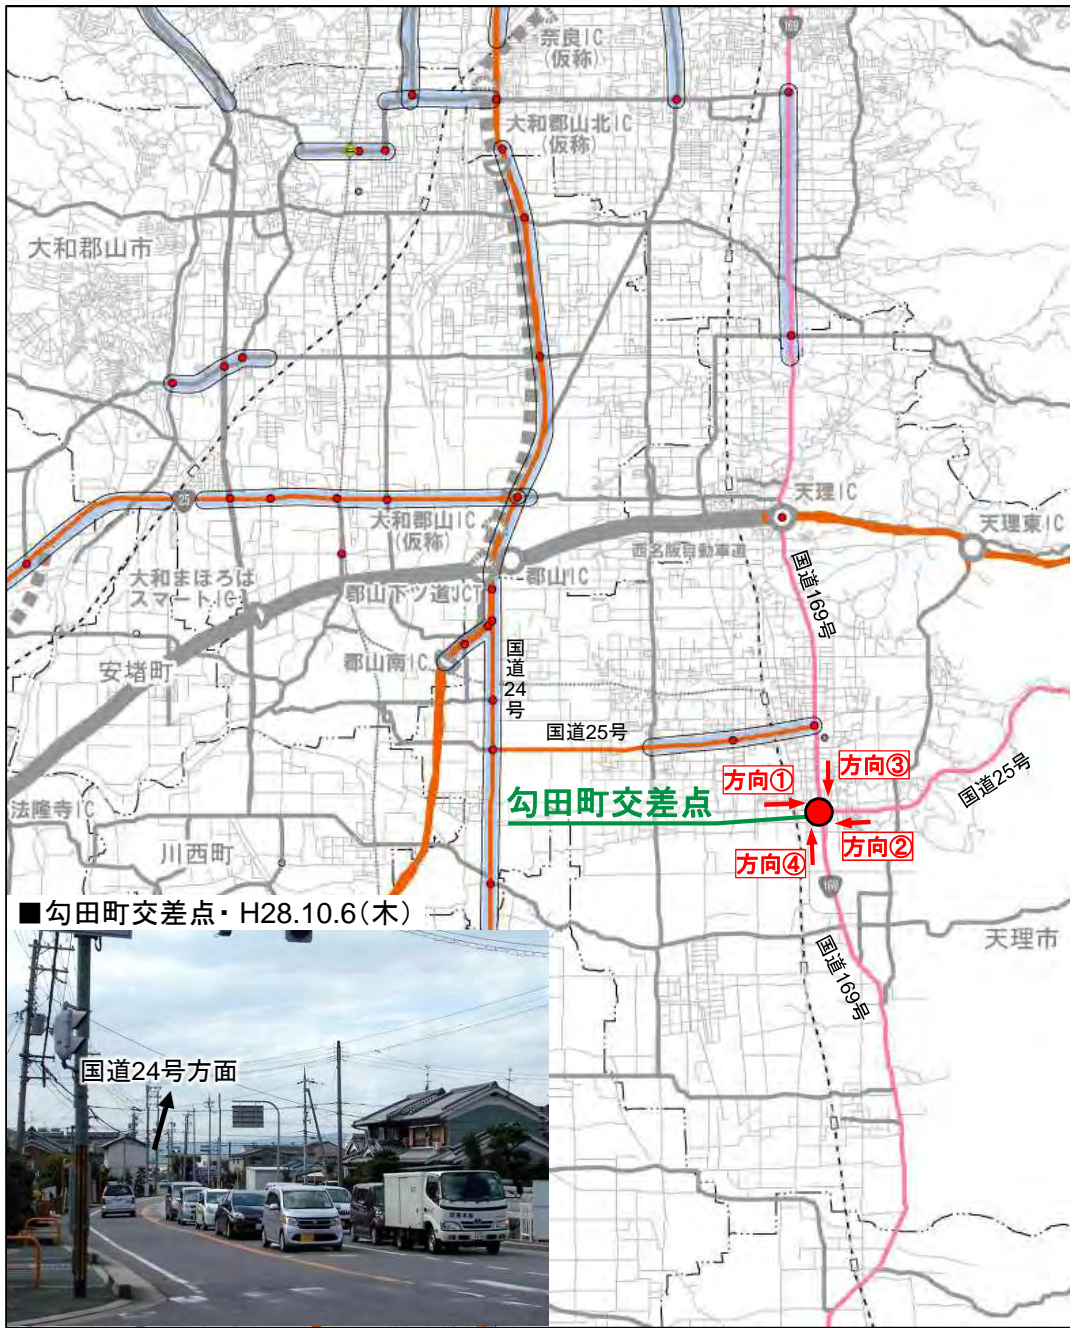 169
奈良IC
(仮称)
大和郡山北IC
(仮称)
大和郡山市
25
大和郡山IC
(仮称)
天理IC
天理東IC
西名阪自動車道
大和まほろば
スマートIC
郡山下ツ道JCT
郡山IC
国道169号
安堵町
郡山南IC
国道24号
国道25号
国道25号
方向①
方向③
勾田町交差点
法隆寺IC
川西町
方向④
方向②
169
■勾田町交差点・H28.10.6(木)
天理市
国道169号
国道24号方面